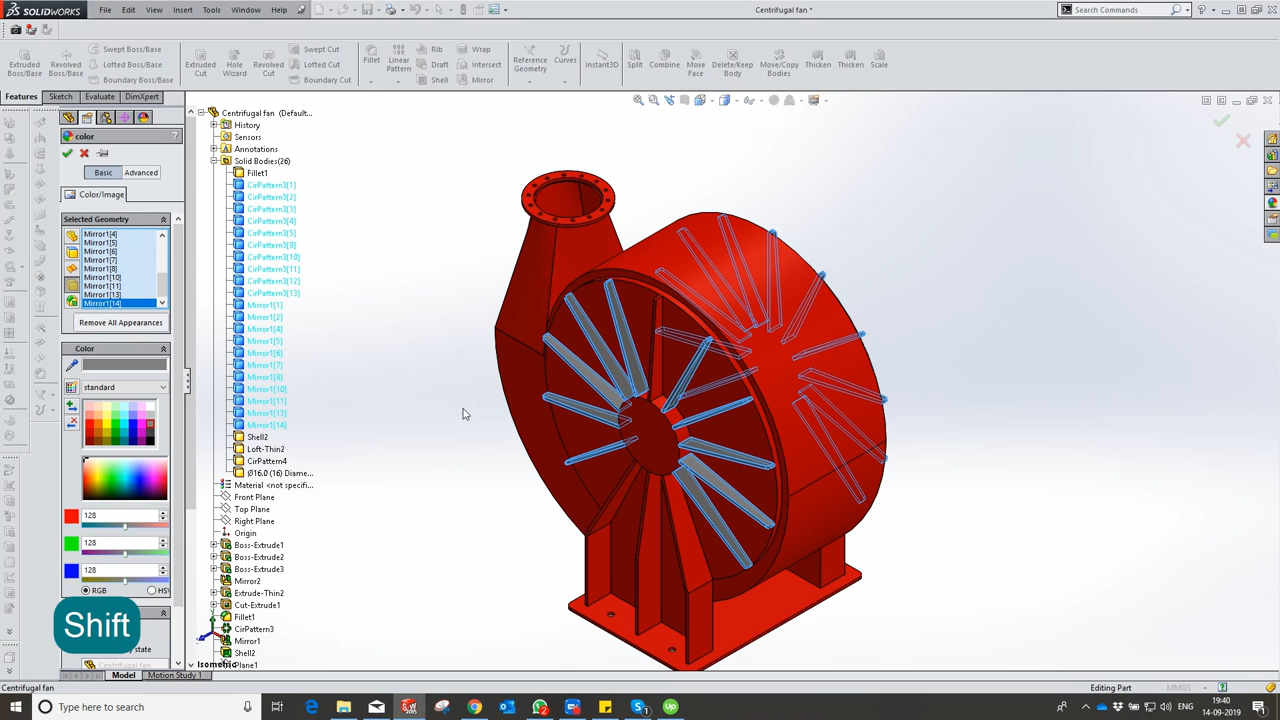 SOLIDWORKS
File Edit View Insert Tools Window Help
Centrifugal fan *
Search Commands
Extruded Boss/Base
Revolved Boss/Base
Swept Boss/Base
Lofted Boss/Base
Boundary Boss/Base
Extruded Cut
Hole Wizard
Revolved Cut
Swept Cut
Lofted Cut
Boundary Cut
Fillet
Linear Pattern
Rib
Draft
Shell
Wrap
Intersect
Mirror
Reference Geometry
Curves
Instant3D
Split
Combine
Move Face
Delete/Keep Body
Move/Copy Bodies
Thicken
Thicken
Scale
Features Sketch Evaluate DimXpert
color
?
Basic Advanced
Color/Image
Selected Geometry
Mirror1[4]
Mirror1[5]
Mirror1[6]
Mirror1[7]
Mirror1[8]
Mirror1[10]
Mirror1[11]
Mirror1[13]
Mirror1[14]
Remove All Appearances
Color
standard
128
128
128
RGB HSV
Shift
Centrifugal fan (Default...
History
Sensors
Annotations
Solid Bodies(26)
Fillet1
CirPattern3[1]
CirPattern3[2]
CirPattern3[3]
CirPattern3[4]
CirPattern3[5]
CirPattern3[9]
CirPattern3[10]
CirPattern3[11]
CirPattern3[12]
CirPattern3[13]
Mirror1[1]
Mirror1[2]
Mirror1[4]
Mirror1[5]
Mirror1[6]
Mirror1[7]
Mirror1[8]
Mirror1[10]
Mirror1[11]
Mirror1[13]
Mirror1[14]
Shell2
Loft-Thin2
CirPattern4
Ø16.0 (16) Diame...
Material <not specifi...
Front Plane
Top Plane
Right Plane
Origin
Boss-Extrude1
Boss-Extrude2
Boss-Extrude3
Mirror2
Extrude-Thin2
Cut-Extrude1
Fillet1
CirPattern3
Mirror1
Shell2
Plane1
*Isometric
Centrifugal fan
Model Motion Study 1
Centrifugal fan
Editing Part
MMGS
Type here to search
ENG
19:40
14-09-2019